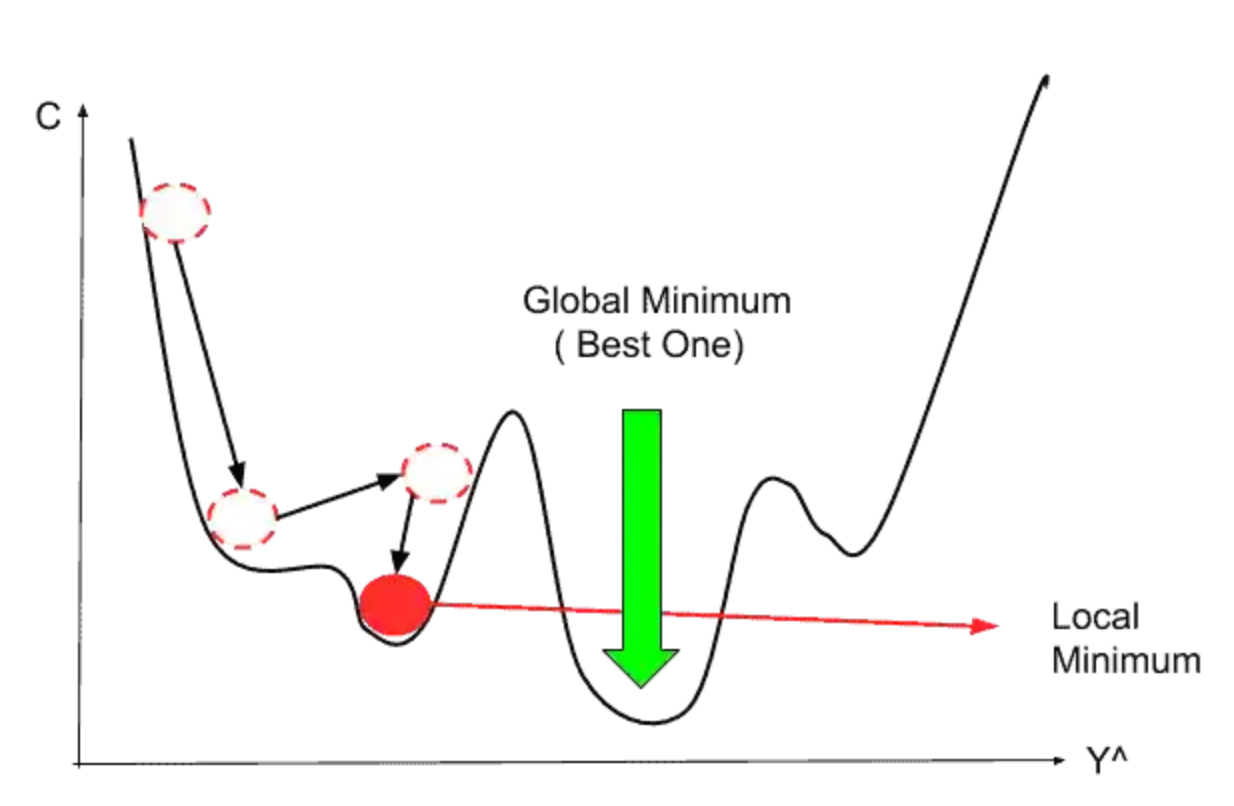 C
Global Minimum
( Best One)
Local
Minimum
Y^